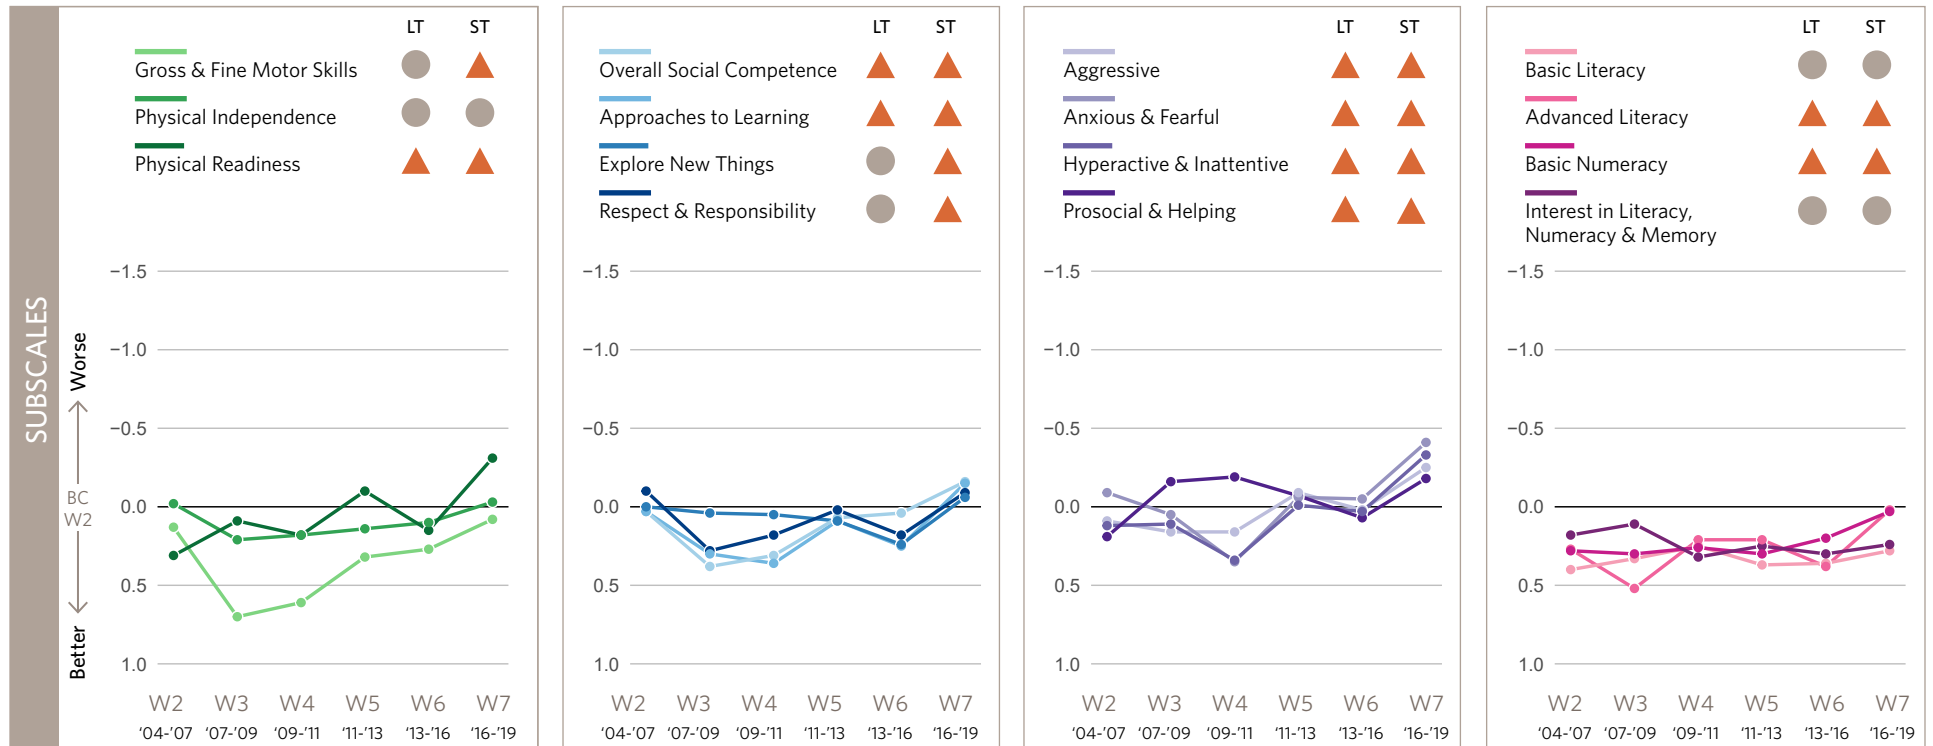 SUBSCALES
Worse
BC
W2
Better
LT ST
Gross & Fine Motor Skills
Physical Independence
Physical Readiness
−1.5
−1.0
−0.5
0.0
0.5
1.0
W2 W3 W4 W5 W6 W7
‘04-’07 ‘07-’09 ‘09-’11 ‘11-’13 ‘13-’16 ‘16-’19
LT ST
Overall Social Competence
Approaches to Learning
Explore New Things
Respect & Responsibility
−1.5
−1.0
−0.5
0.0
0.5
1.0
W2 W3 W4 W5 W6 W7
‘04-’07 ‘07-’09 ‘09-’11 ‘11-’13 ‘13-’16 ‘16-’19
LT ST
Aggressive
Anxious & Fearful
Hyperactive & Inattentive
Prosocial & Helping
−1.5
−1.0
−0.5
0.0
0.5
1.0
W2 W3 W4 W5 W6 W7
‘04-’07 ‘07-’09 ‘09-’11 ‘11-’13 ‘13-’16 ‘16-’19
LT ST
Basic Literacy
Advanced Literacy
Basic Numeracy
Interest in Literacy,
Numeracy & Memory
−1.5
−1.0
−0.5
0.0
0.5
1.0
W2 W3 W4 W5 W6 W7
‘04-’07 ‘07-’09 ‘09-’11 ‘11-’13 ‘13-’16 ‘16-’19